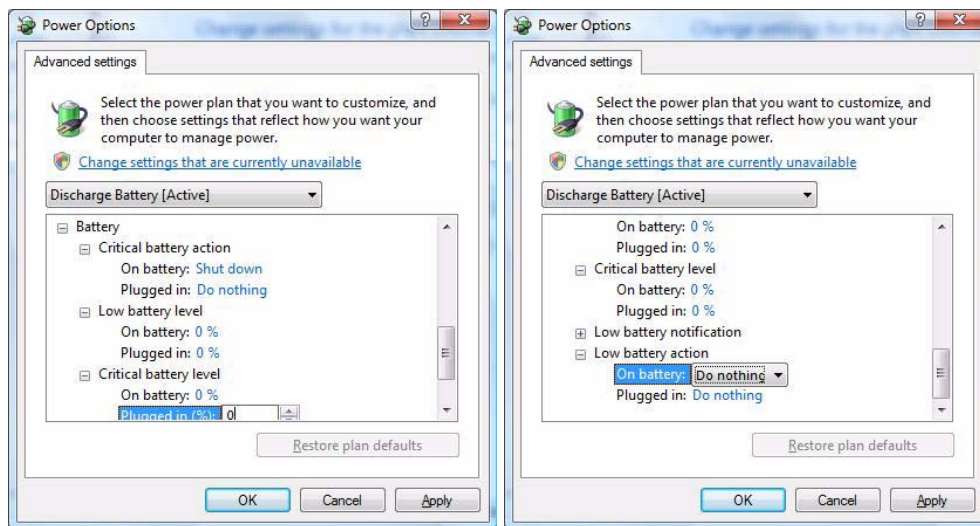 Power Options
Advanced settings
Select the power plan that you want to customize, and
then choose settings that reflect how you want your
computer to manage power.
Change settings that are currently unavailable
Discharge Battery [Active]
Battery
Critical battery action
On battery: Shut down
Plugged in: Do nothing
Low battery level
On battery: 0 %
Plugged in: 0 %
Critical battery level
On battery: 0 %
Plugged in (%): 0
Restore plan defaults
OK Cancel Apply
Power Options
Advanced settings
Select the power plan that you want to customize, and
then choose settings that reflect how you want your
computer to manage power.
Change settings that are currently unavailable
Discharge Battery [Active]
On battery: 0 %
Plugged in: 0 %
Critical battery level
On battery: 0 %
Plugged in: 0 %
Low battery notification
Low battery action
On battery: Do nothing
Plugged in: Do nothing
Restore plan defaults
OK Cancel Apply